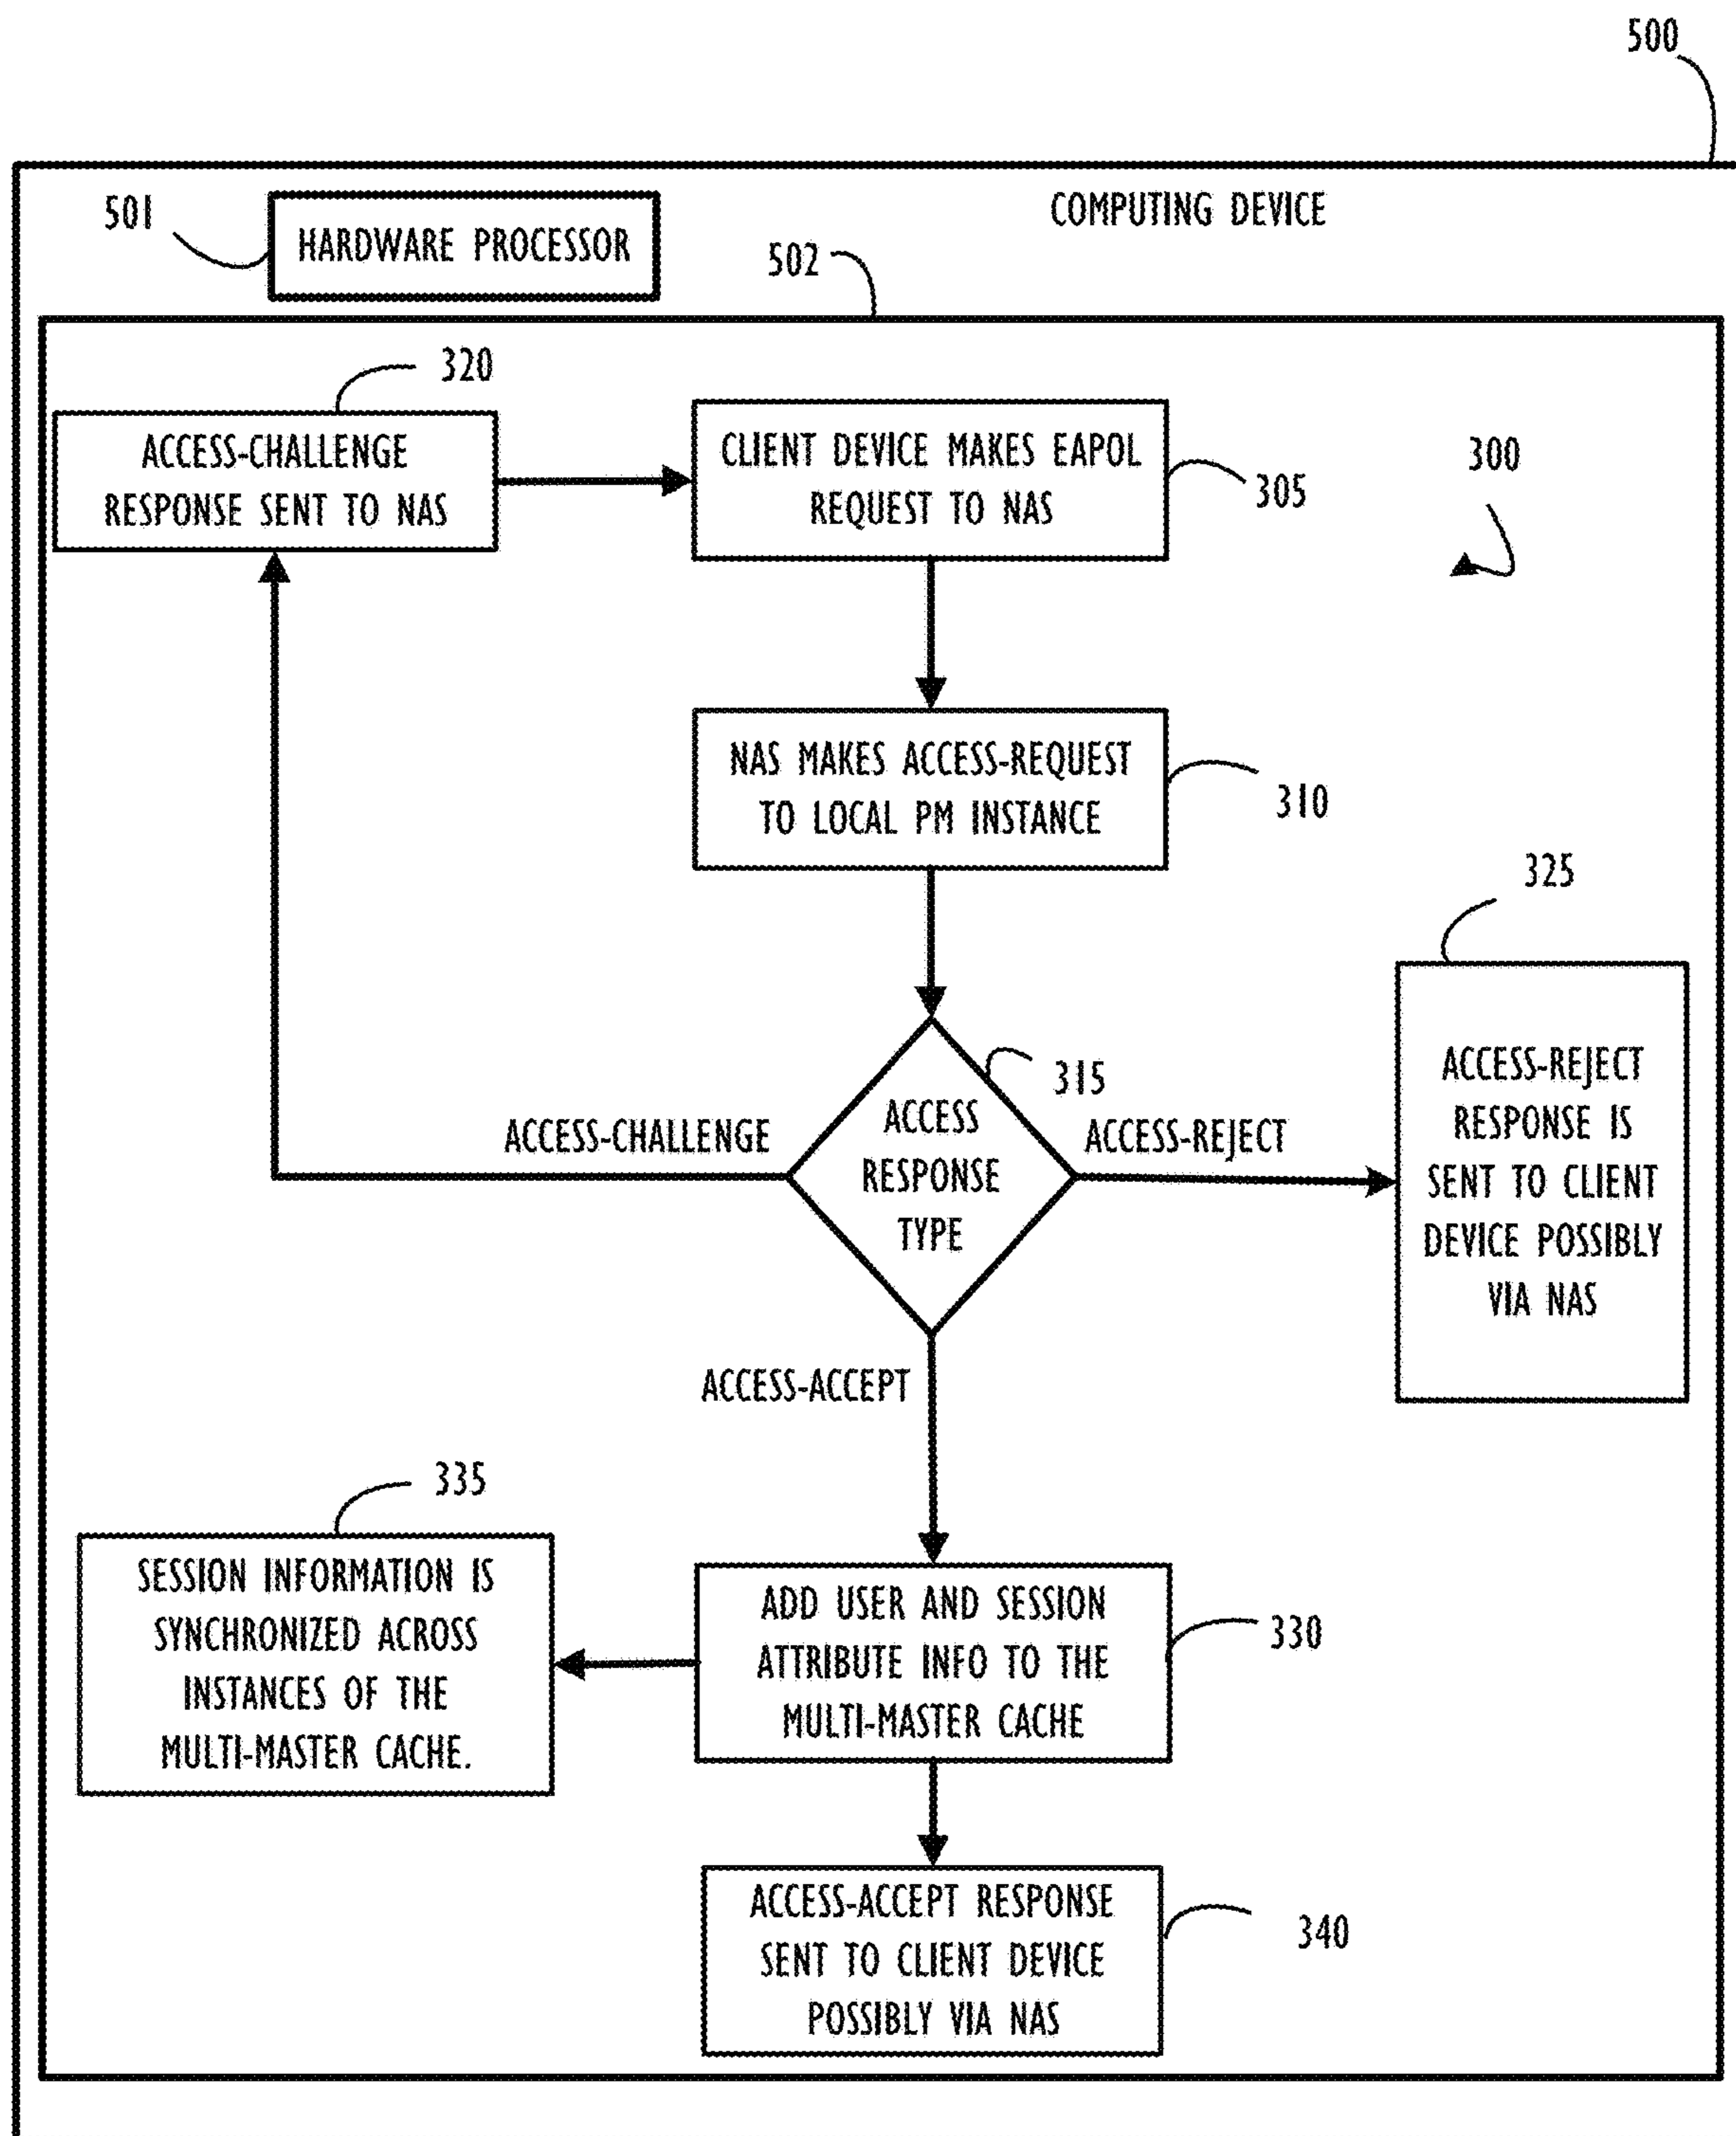 500
501
HARDWARE PROCESSOR
COMPUTING DEVICE
502
320
ACCESS-CHALLENGE
RESPONSE SENT TO NAS
CLIENT DEVICE MAKES EAPOL
REQUEST TO NAS
305
300
NAS MAKES ACCESS-REQUEST
TO LOCAL PM INSTANCE
310
325
ACCESS-REJECT
RESPONSE IS
SENT TO CLIENT
DEVICE POSSIBLY
VIA NAS
315
ACCESS
RESPONSE
TYPE
ACCESS-CHALLENGE
ACCESS-REJECT
ACCESS-ACCEPT
335
SESSION INFORMATION IS
SYNCHRONIZED ACROSS
INSTANCES OF THE
MULTI-MASTER CACHE.
ADD USER AND SESSION
ATTRIBUTE INFO TO THE
MULTI-MASTER CACHE
330
ACCESS-ACCEPT RESPONSE
SENT TO CLIENT DEVICE
POSSIBLY VIA NAS
340